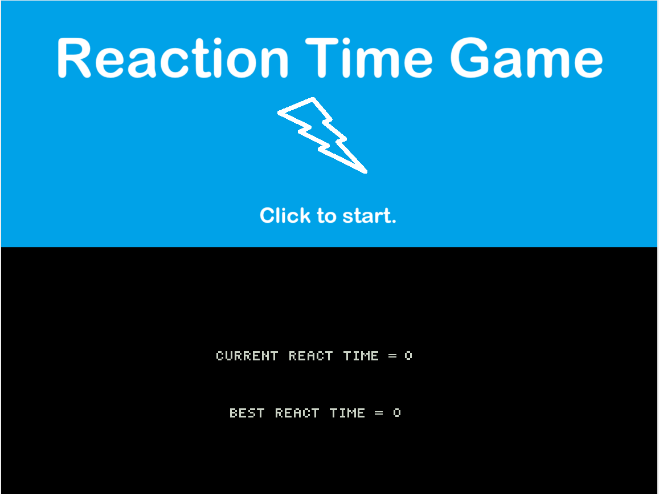 Reaction Time Game
Click to start.
CURRENT REACT TIME = 0
BEST REACT TIME = 0